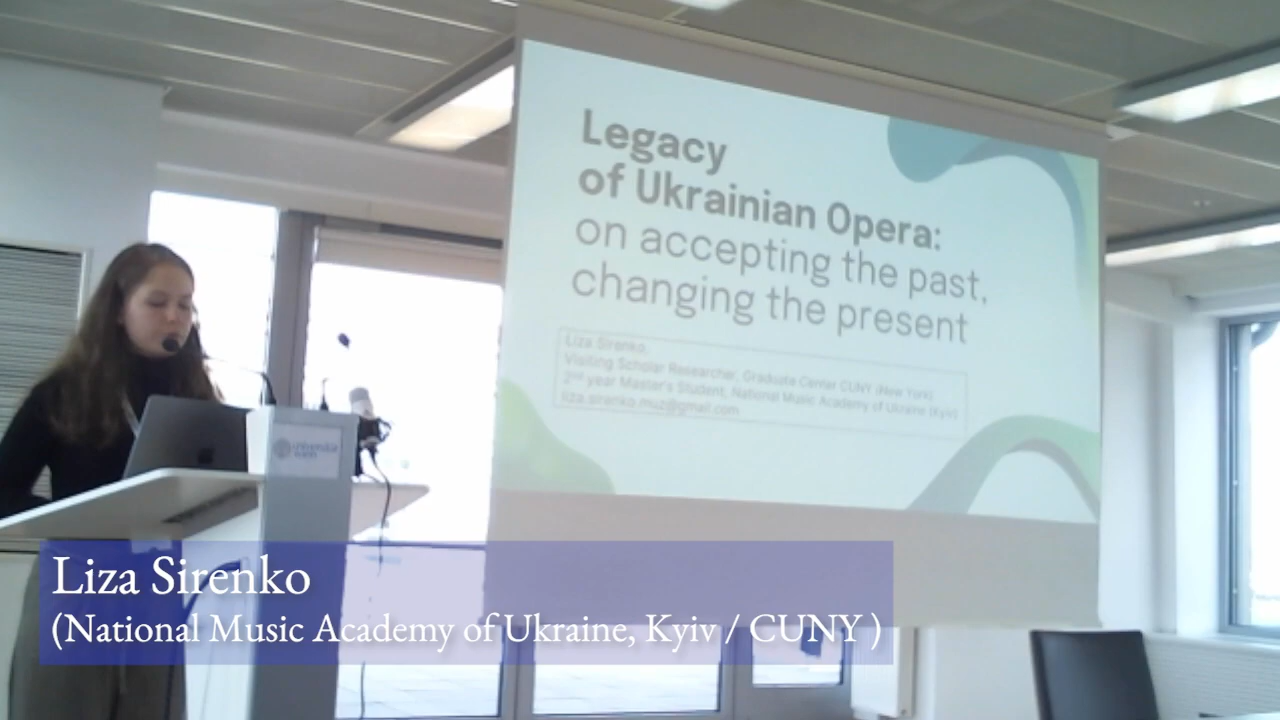 Legacy
of Ukrainian Opera:
on accepting the past,
changing the present
Liza Sirenko,
Visiting Scholar Researcher, Graduate Center CUNY (New York)
2nd year Master's Student, National Music Academy of Ukraine (Kyiv)
liza.sirenko.muz@gmail.com
universität
wien
Liza Sirenko
(National Music Academy of Ukraine, Kyiv / CUNY )